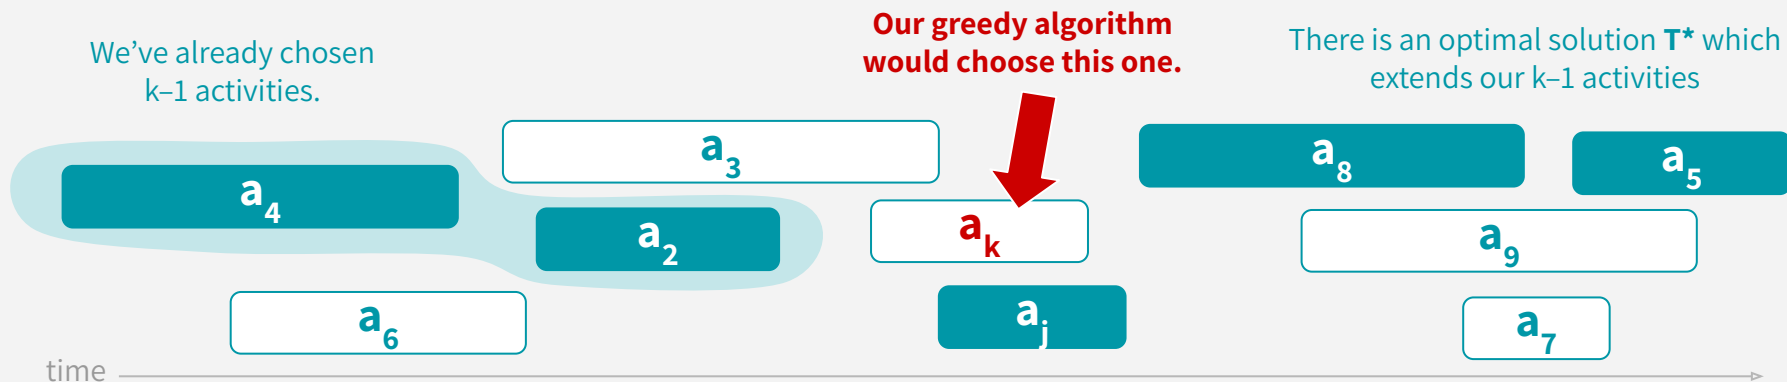 We’ve already chosen
k–1 activities.
Our greedy algorithm
would choose this one.
There is an optimal solution T* which
extends our k–1 activities
a3
a8
a5
a4
a2
ak
a9
a6
aj
a7
time